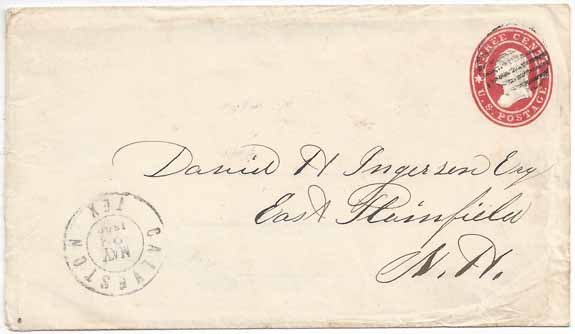 THREE CENTS
U.S. POSTAGE
Daniel H Ingersen Esq
East Plainfield
N. H.
GALVESTON
TEX
MAY